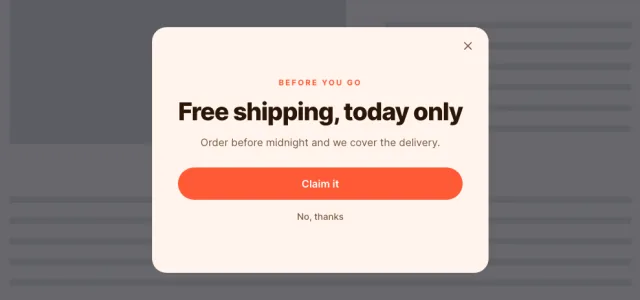 BEFORE YOU GO
Free shipping, today only
Order before midnight and we cover the delivery.
Claim it
No, thanks